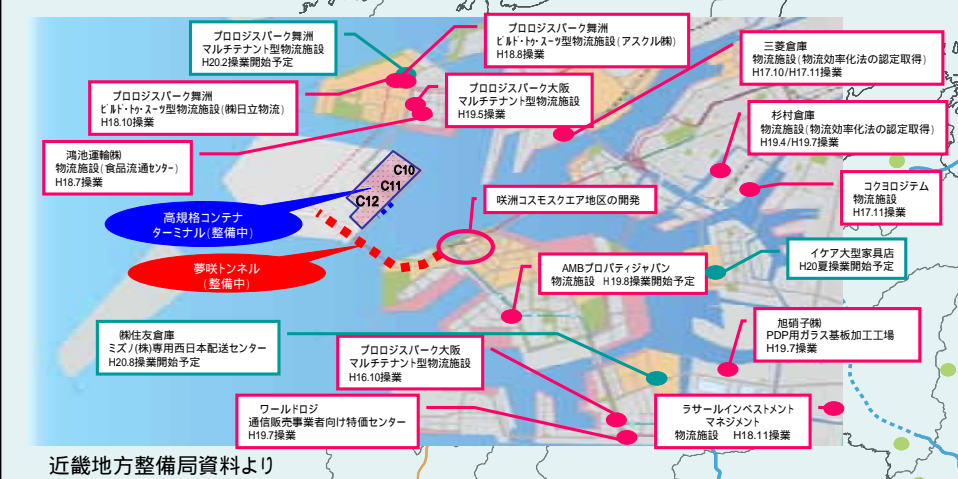 プロロジスパーク舞洲
マルチテナント型物流施設
H20.2操業開始予定
プロロジスパーク舞洲
ﾋﾞﾙﾄﾞ・ﾄｩ・ｽｰﾂ型物流施設(アスクル㈱)
H18.8操業
三菱倉庫
物流施設(物流効率化法の認定取得)
H17.10/H17.11操業
プロロジスパーク舞洲
ﾋﾞﾙﾄﾞ・ﾄｩ・ｽｰﾂ型物流施設(㈱日立物流)
H18.10操業
プロロジスパーク大阪
マルチテナント型物流施設
H19.5操業
杉村倉庫
物流施設(物流効率化法の認定取得)
H19.4/H19.7操業
鴻池運輸㈱
物流施設(食品流通ｾﾝﾀｰ)
H18.7操業
C10
C11
C12
コクヨロジテム
物流施設
H17.11操業
高規格コンテナ
ターミナル(整備中)
咲洲コスモスクエア地区の開発
夢咲トンネル
(整備中)
AMBプロパティジャパン
物流施設 H19.8操業開始予定
イケア大型家具店
H20夏操業開始予定
㈱住友倉庫
ミズノ(株)専用西日本配送センター
H20.8操業開始予定
プロロジスパーク大阪
マルチテナント型物流施設
H16.10操業
旭硝子㈱
PDP用ガラス基板加工工場
H19.7操業
ワールドロジ
通信販売事業者向け特価センター
H19.7操業
ラサールインベストメント
マネジメント
物流施設 H18.11操業
近畿地方整備局資料より